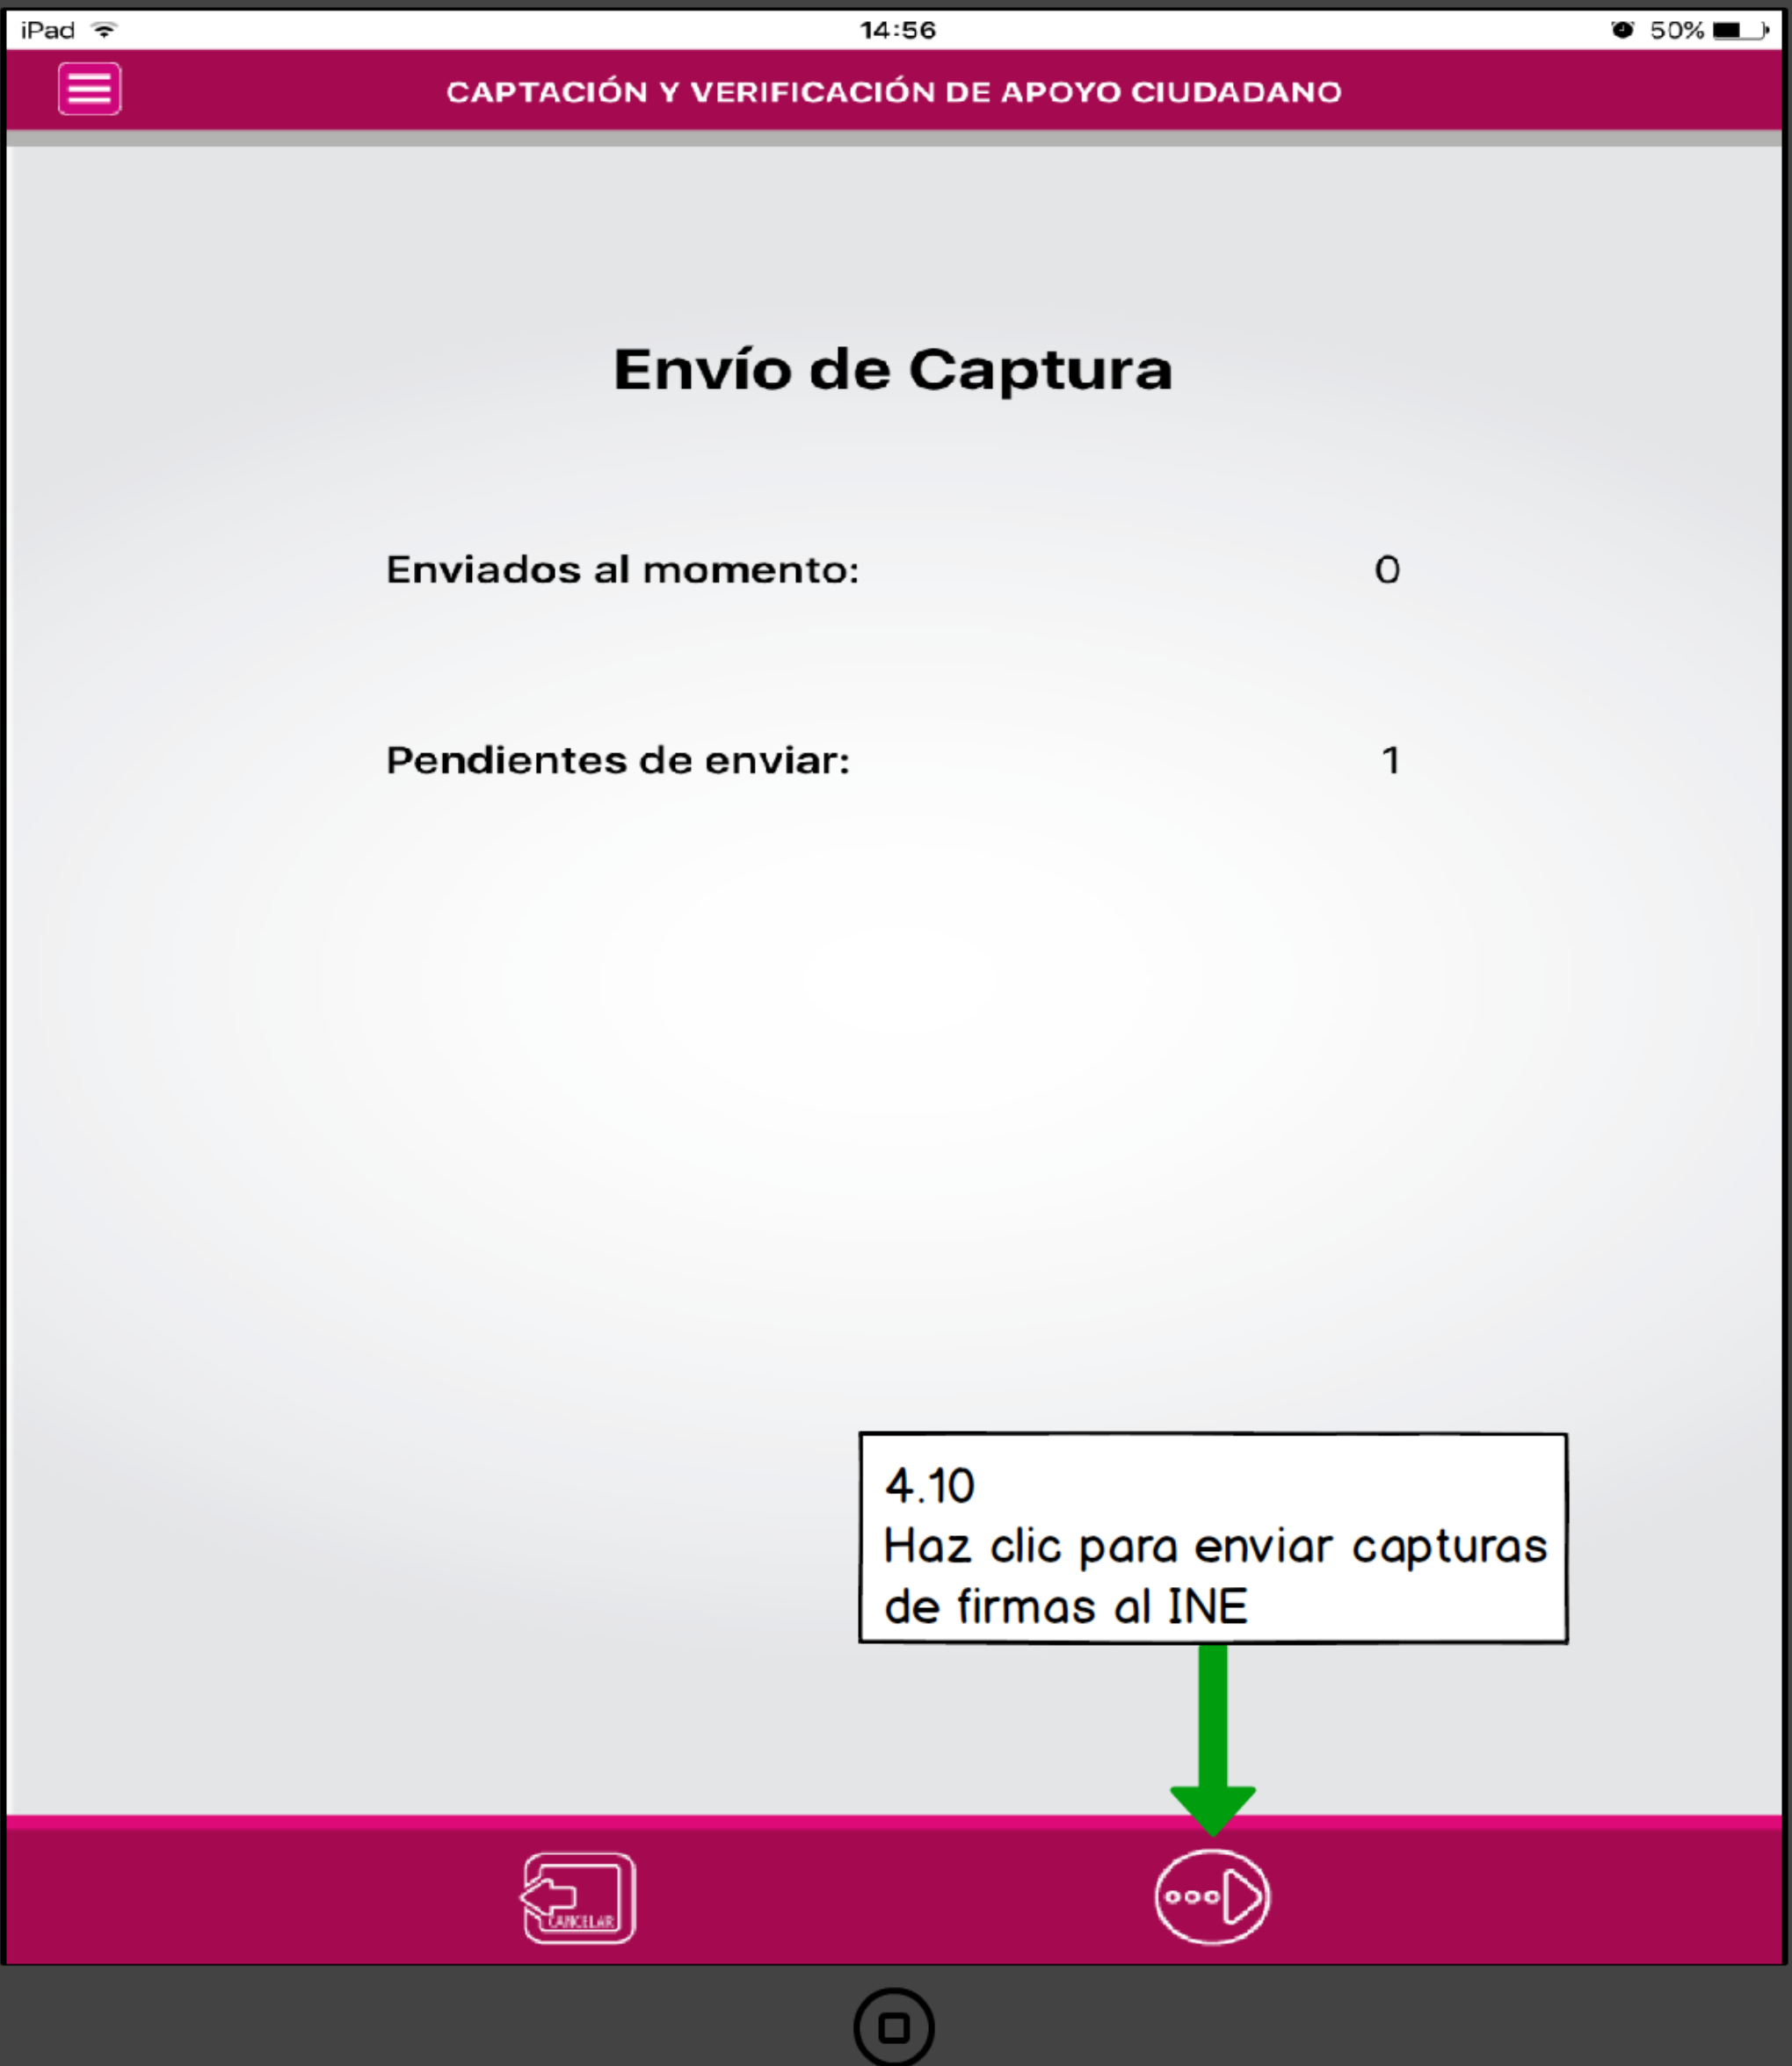 iPad
14:56
50%
CAPTACIÓN Y VERIFICACIÓN DE APOYO CIUDADANO
Envío de Captura
Enviados al momento: 0
Pendientes de enviar: 1
4.10
Haz clic para enviar capturas
de firmas al INE
CANCELAR